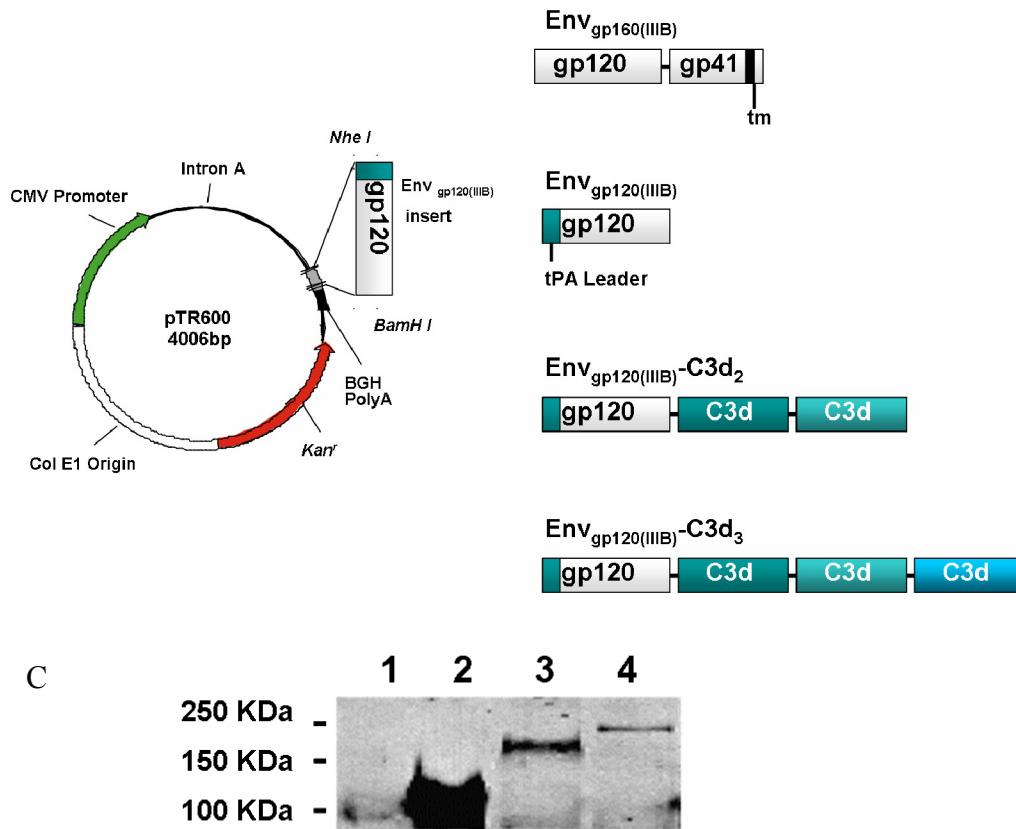 Env gp160(IIIB)
gp120 gp41
tm
Nhe I
Intron A
CMV Promoter
gp120
Env gp120(IIIB)
insert
pTR600
4006bp
BamH I
BGH
PolyA
Kanʳ
Col E1 Origin
Env gp120(IIIB)
gp120
tPA Leader
Env gp120(IIIB)-C3d2
gp120 C3d C3d
Env gp120(IIIB)-C3d3
gp120 C3d C3d C3d
C
1 2 3 4
250 KDa -
150 KDa -
100 KDa -